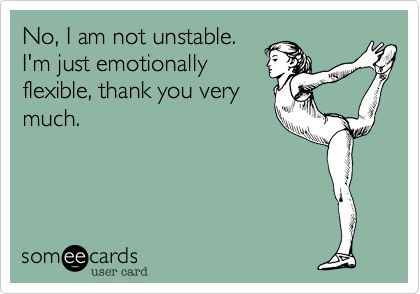 No, I am not unstable.
I'm just emotionally
flexible, thank you very
much.
someecards
user card